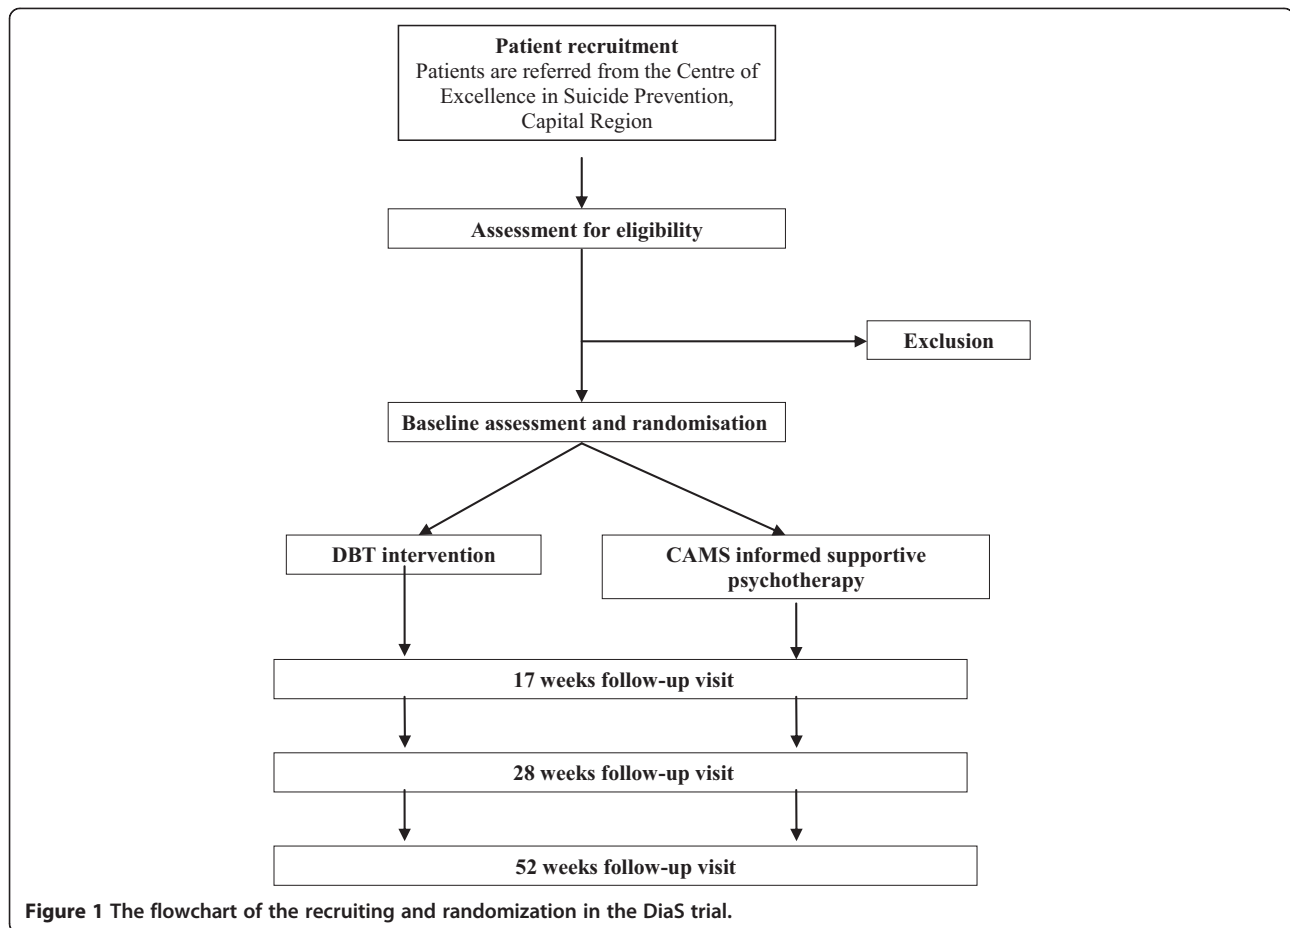 Patient recruitment
Patients are referred from the Centre of
Excellence in Suicide Prevention,
Capital Region
Assessment for eligibility
Exclusion
Baseline assessment and randomisation
DBT intervention
CAMS informed supportive
psychotherapy
17 weeks follow-up visit
28 weeks follow-up visit
52 weeks follow-up visit
Figure 1 The flowchart of the recruiting and randomization in the DiaS trial.